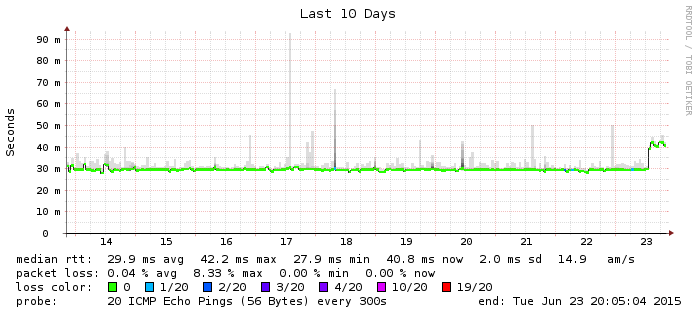 Last 10 Days
RRDTOOL / TOBI OETIKER
Seconds
90 m
80 m
70 m
60 m
50 m
40 m
30 m
20 m
10 m
0
14 15 16 17 18 19 20 21 22 23
median rtt: 29.9 ms avg 42.2 ms max 27.9 ms min 40.8 ms now 2.0 ms sd 14.9 am/s
packet loss: 0.04 % avg 8.33 % max 0.00 % min 0.00 % now
loss color: 0 1/20 2/20 3/20 4/20 10/20 19/20
probe: 20 ICMP Echo Pings (56 Bytes) every 300s end: Tue Jun 23 20:05:04 2015